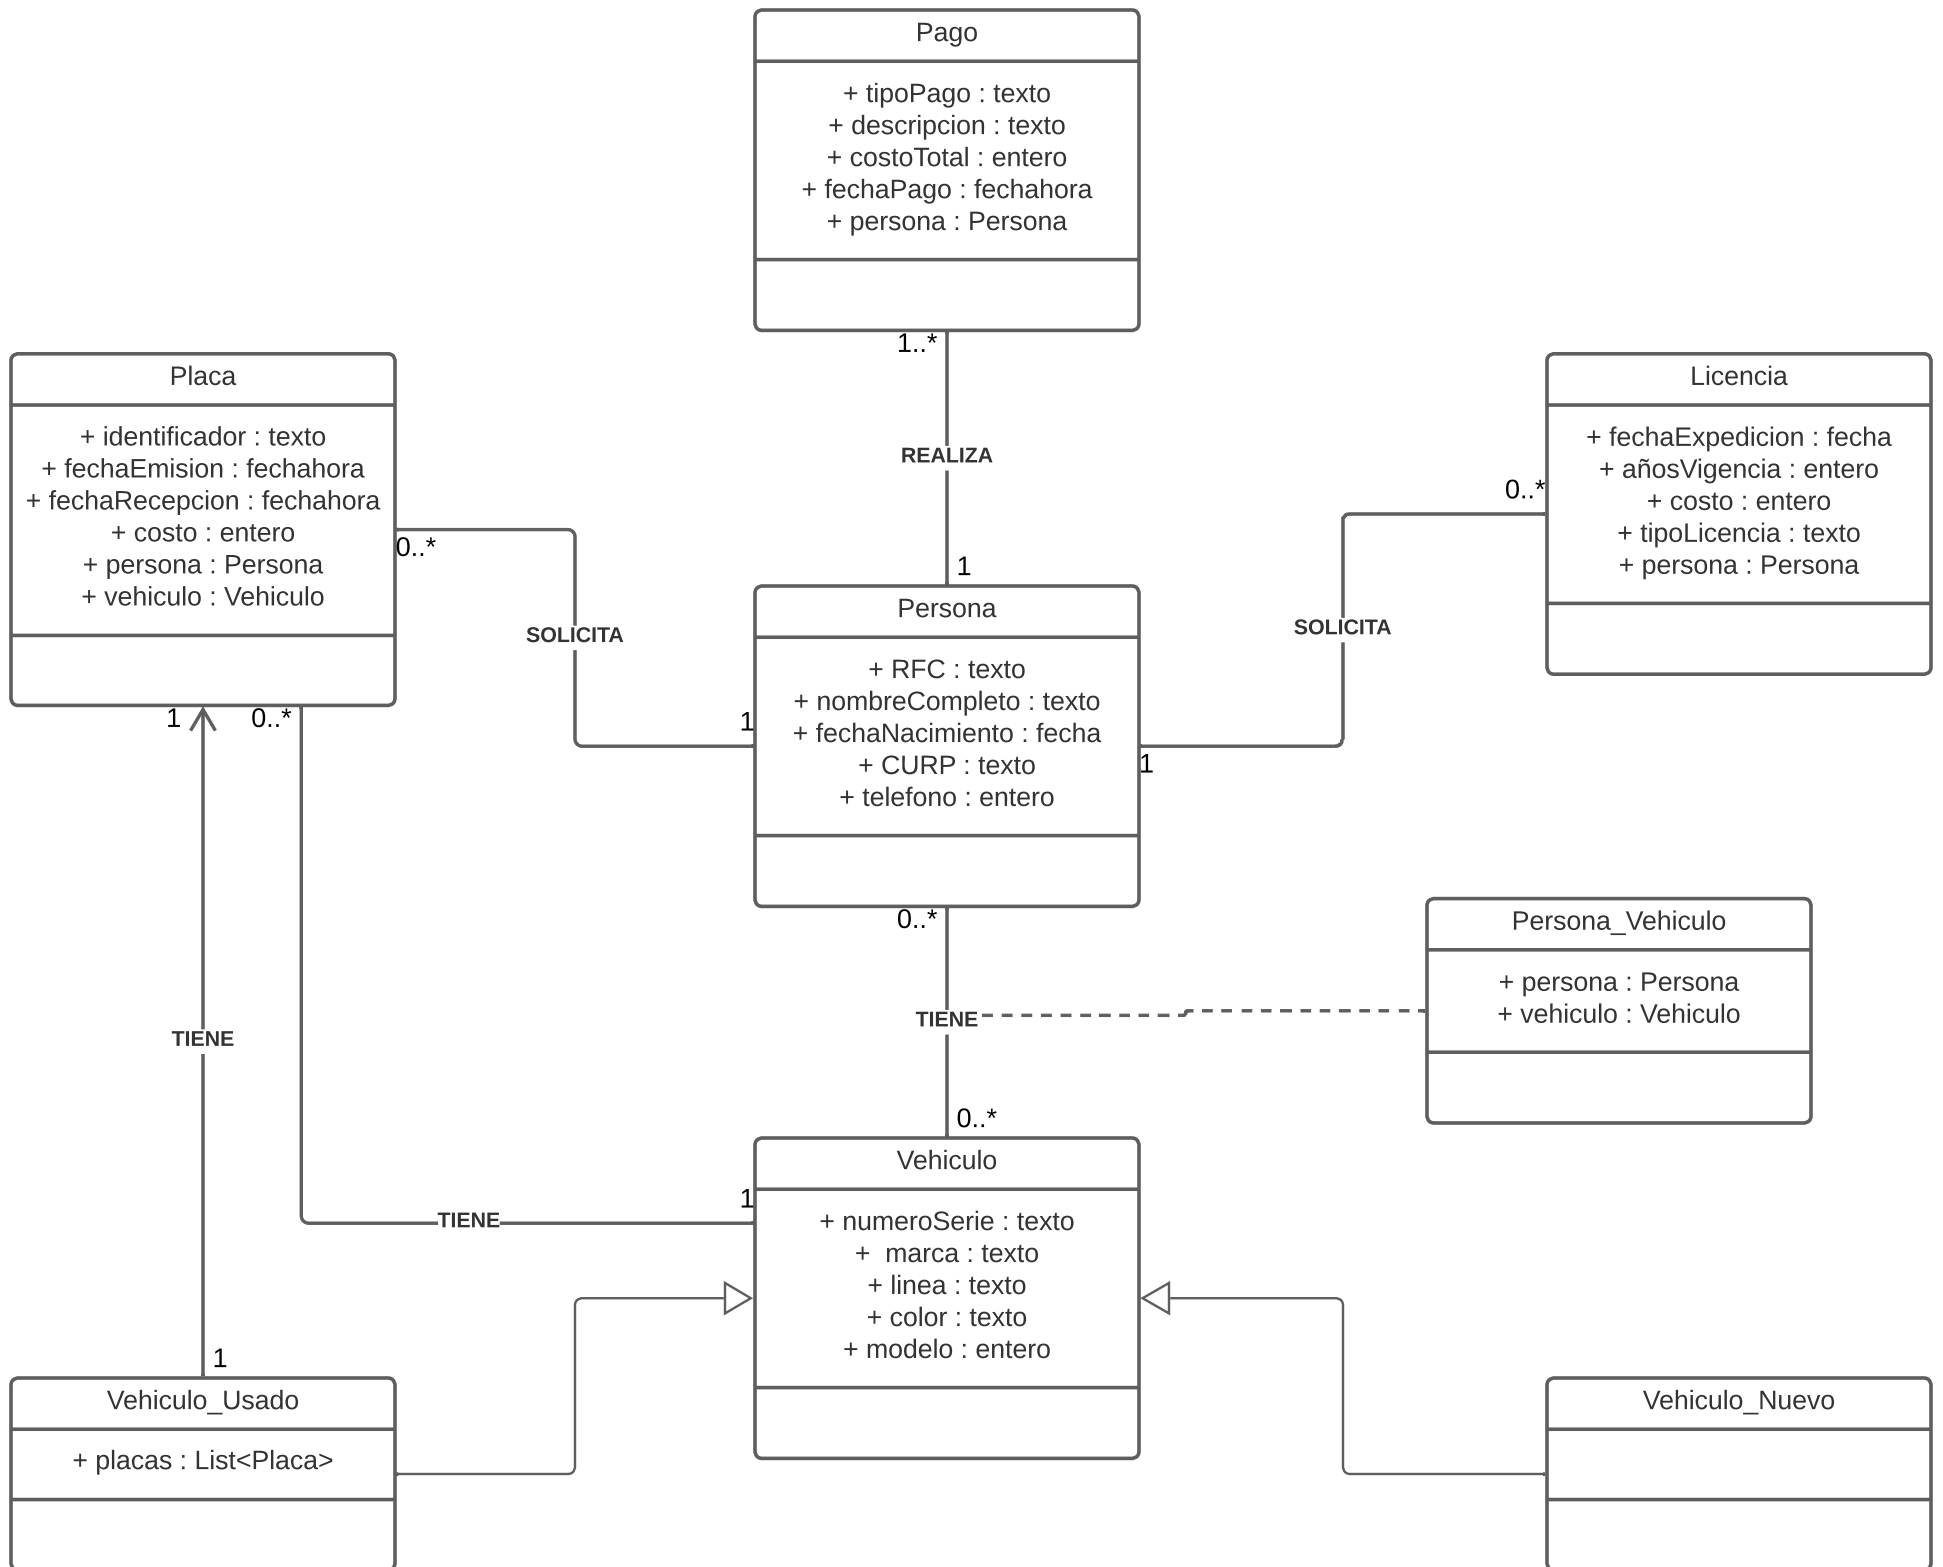 Pago
+ tipoPago : texto
+ descripcion : texto
+ costoTotal : entero
+ fechaPago : fechahora
+ persona : Persona
1..*
REALIZA
1
Placa
+ identificador : texto
+ fechaEmision : fechahora
+ fechaRecepcion : fechahora
+ costo : entero
+ persona : Persona
+ vehiculo : Vehiculo
0..*
SOLICITA
1
Licencia
+ fechaExpedicion : fecha
+ añosVigencia : entero
+ costo : entero
+ tipoLicencia : texto
+ persona : Persona
0..*
SOLICITA
1
Persona
+ RFC : texto
+ nombreCompleto : texto
+ fechaNacimiento : fecha
+ CURP : texto
+ telefono : entero
0..*
TIENE
0..*
Persona_Vehiculo
+ persona : Persona
+ vehiculo : Vehiculo
1
0..*
TIENE
TIENE
1
1
Vehiculo
+ numeroSerie : texto
+  marca : texto
+ linea : texto
+ color : texto
+ modelo : entero
Vehiculo_Usado
+ placas : List<Placa>
Vehiculo_Nuevo